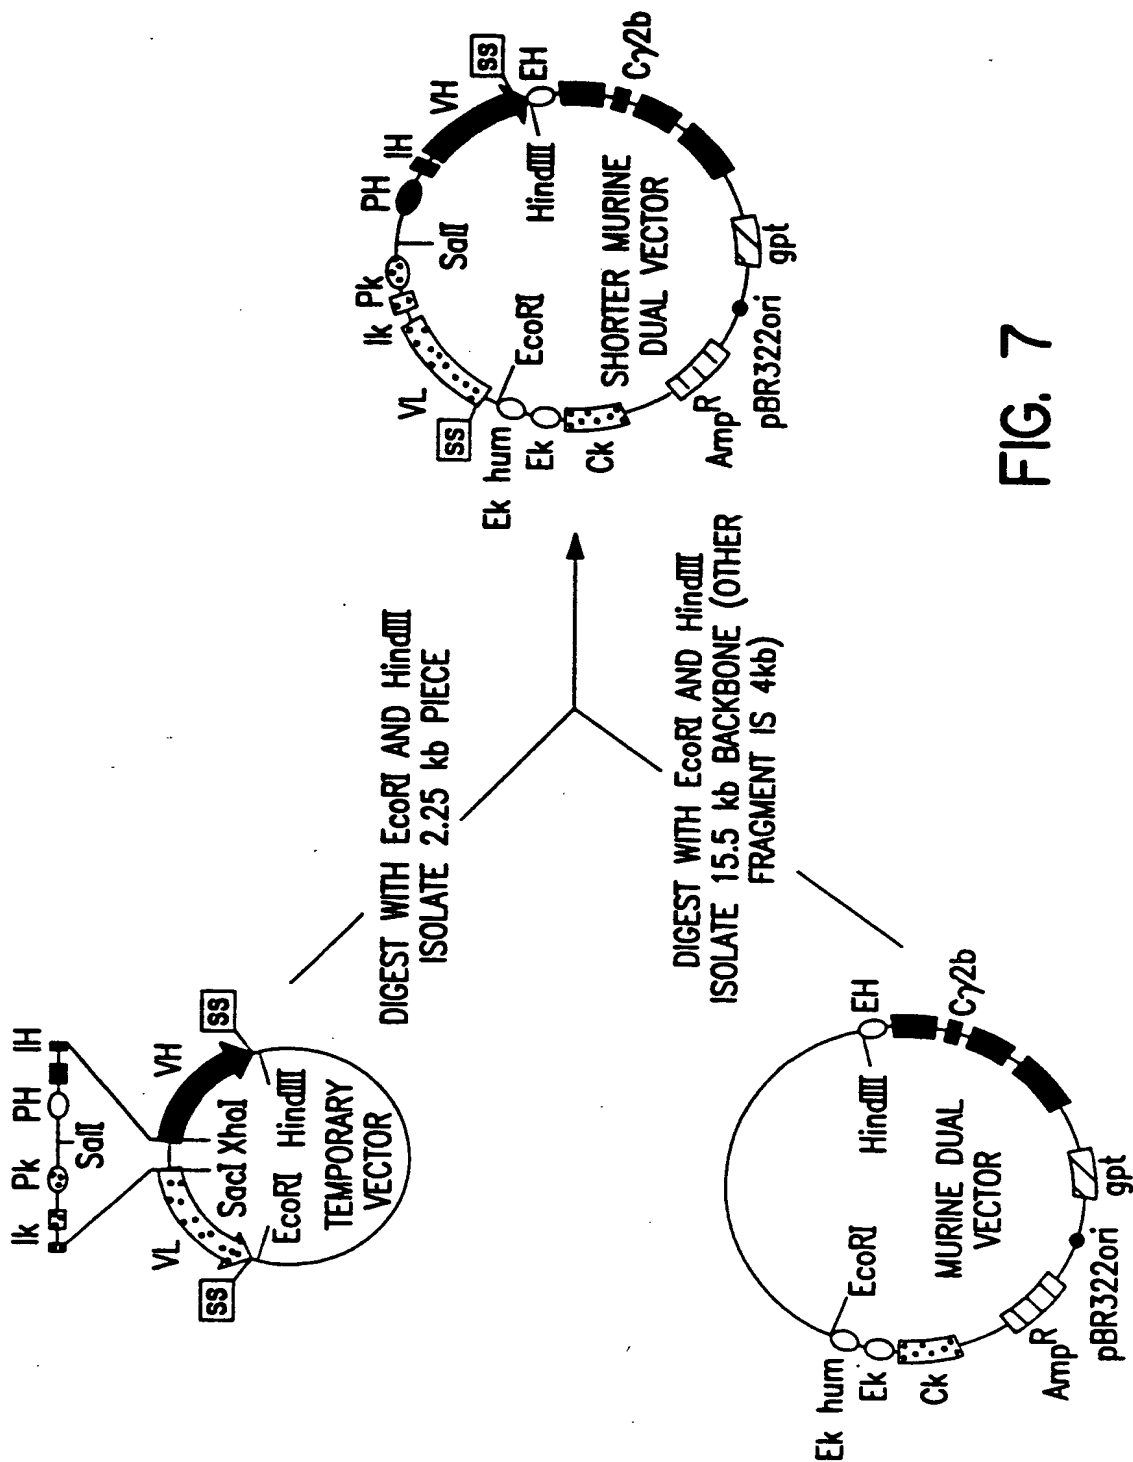 Ik Pk PH IH
SalI
VL
VH
SacI XhoI
ss
ss
EcoRI HindIII
TEMPORARY
VECTOR
DIGEST WITH EcoRI AND HindIII
ISOLATE 2.25 kb PIECE
Ek hum
Ek
Ck
EcoRI
HindIII
EH
Cγ2b
MURINE DUAL
VECTOR
AmpR
pBR322ori
gpt
DIGEST WITH EcoRI AND HindIII
ISOLATE 15.5 kb BACKBONE (OTHER
FRAGMENT IS 4kb)
VL
Ik
Pk
SalI
PH
IH
VH
ss
ss
Ek hum
Ek
Ck
EcoRI
HindIII
EH
Cγ2b
SHORTER MURINE
DUAL VECTOR
AmpR
pBR322ori
gpt
FIG. 7